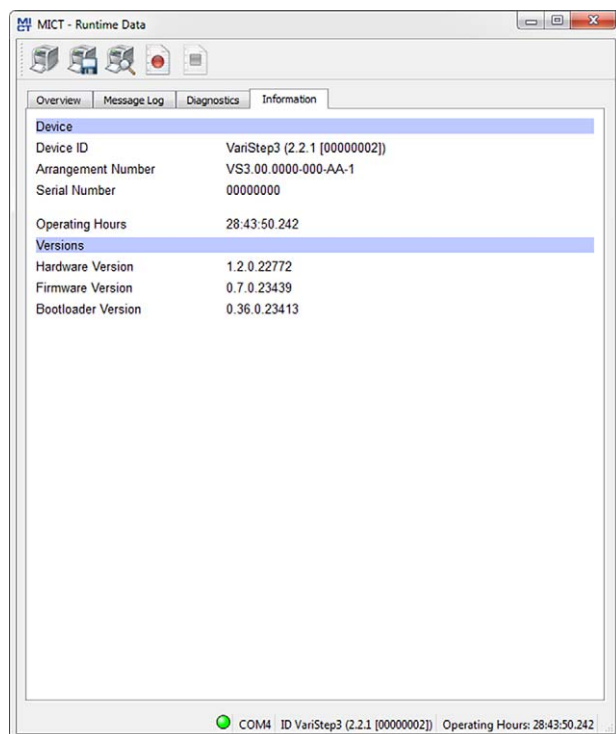 MICT MICT - Runtime Data
Overview Message Log Diagnostics Information
Device
Device ID VariStep3 (2.2.1 [00000002])
Arrangement Number VS3.00.0000-000-AA-1
Serial Number 00000000
Operating Hours 28:43:50.242
Versions
Hardware Version 1.2.0.22772
Firmware Version 0.7.0.23439
Bootloader Version 0.36.0.23413
COM4 ID VariStep3 (2.2.1 [00000002]) Operating Hours: 28:43:50.242